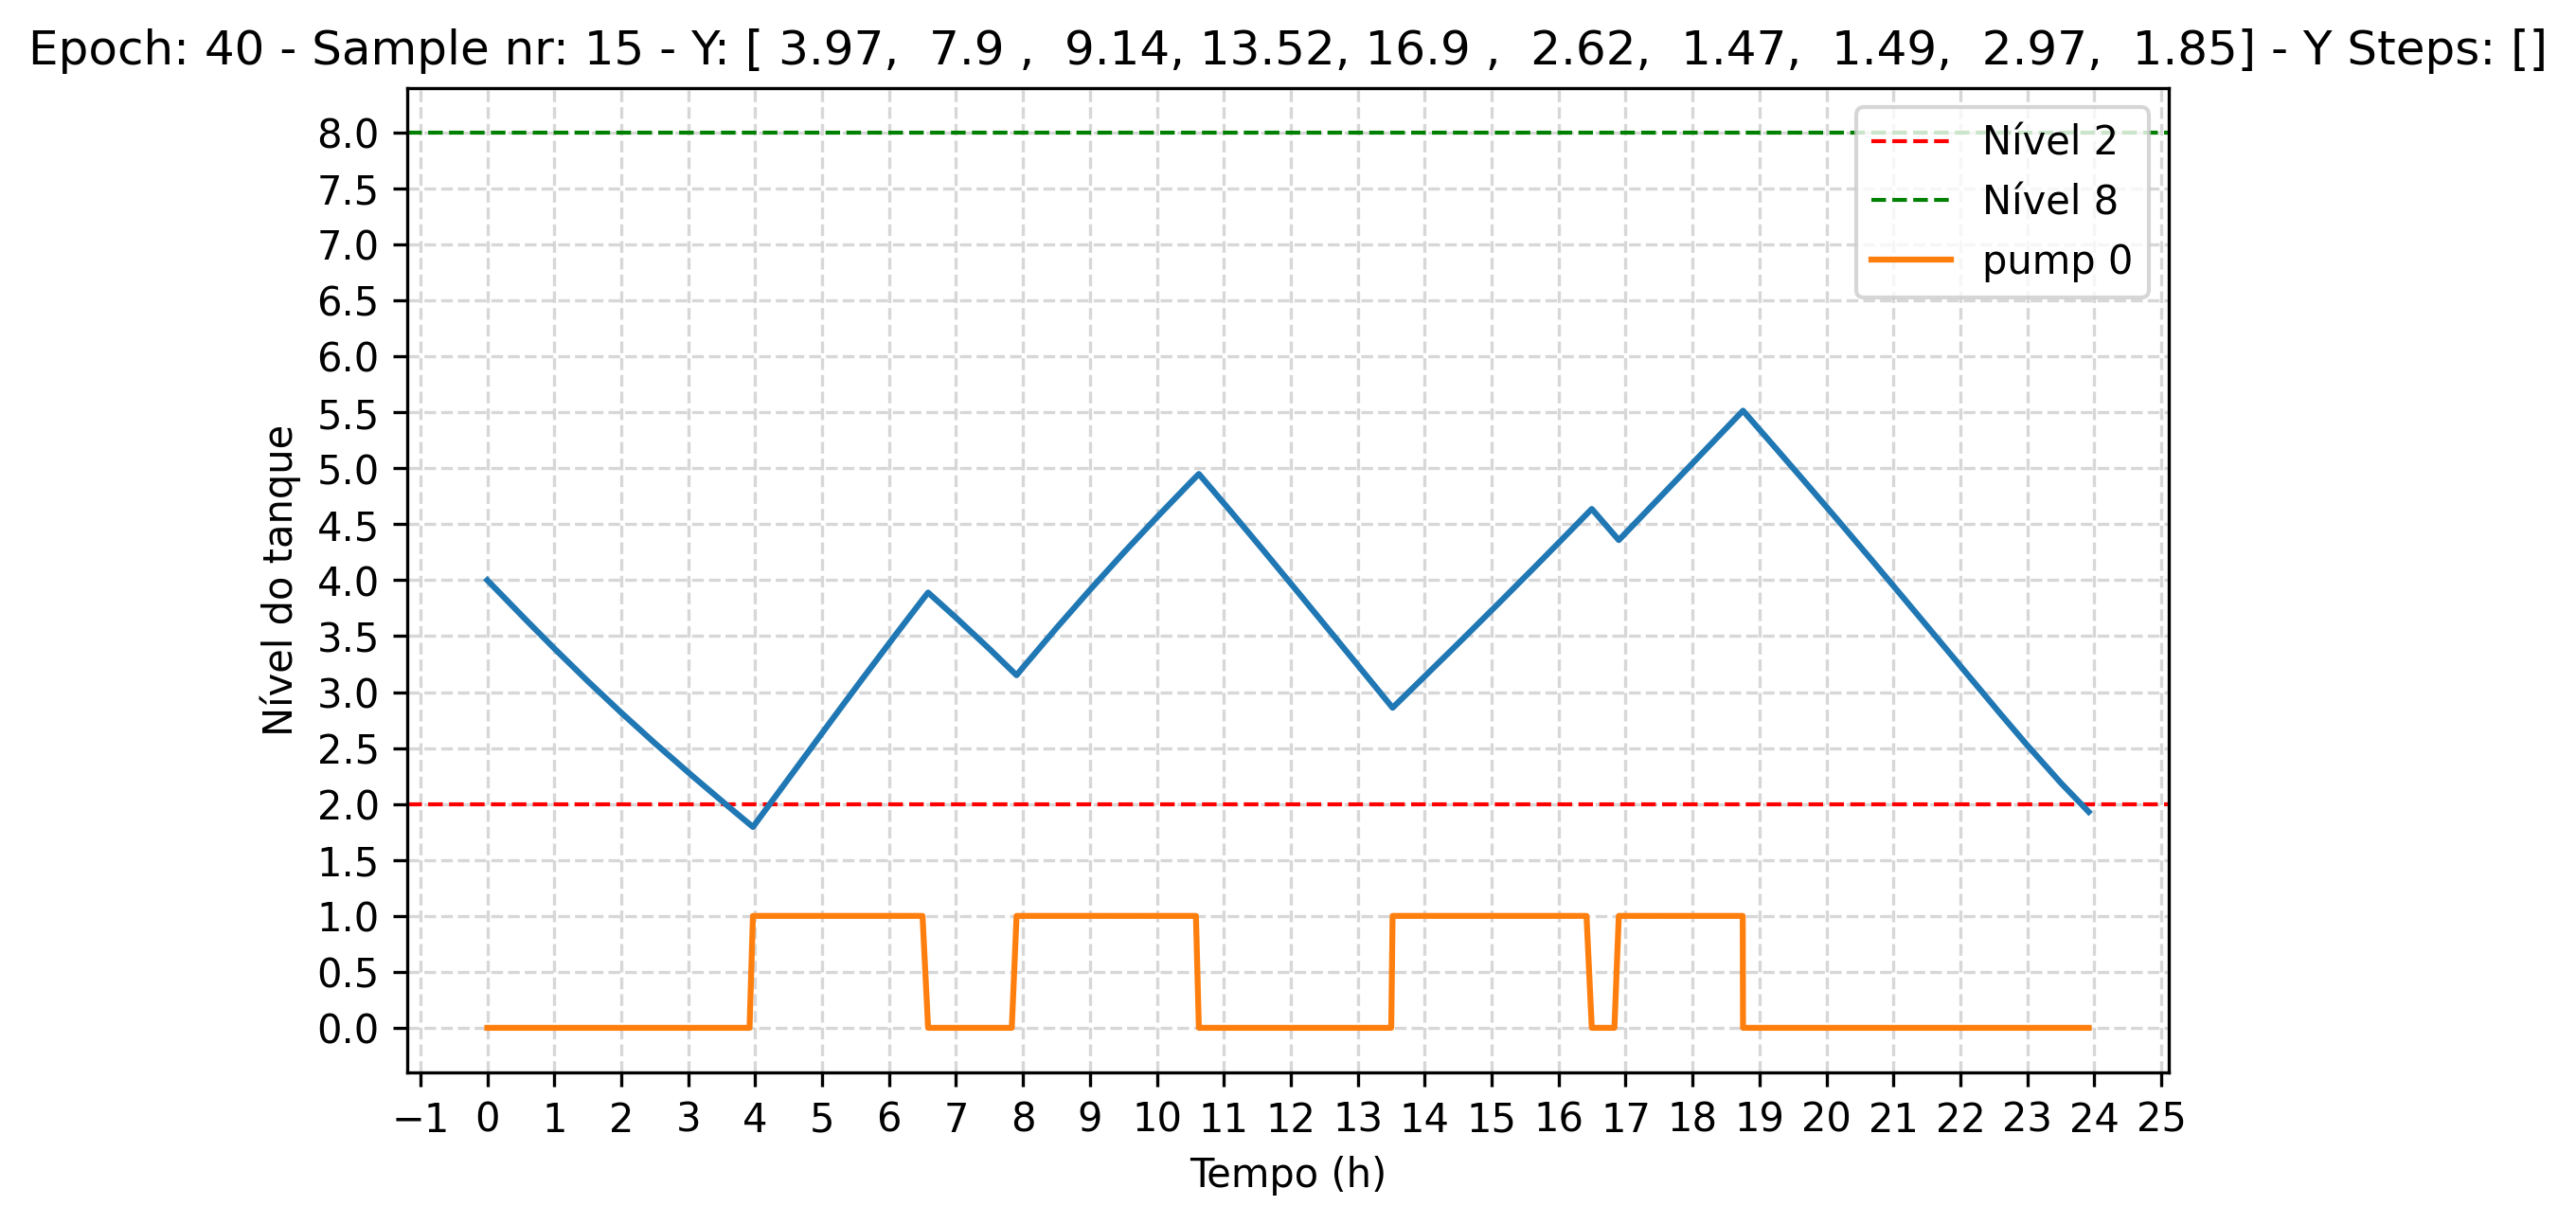 Epoch: 40 - Sample nr: 15 - Y: [ 3.97,  7.9 ,  9.14, 13.52, 16.9 ,  2.62,  1.47,  1.49,  2.97,  1.85] - Y Steps: []
Nível 2
Nível 8
pump 0
Nível do tanque
8.0
7.5
7.0
6.5
6.0
5.5
5.0
4.5
4.0
3.5
3.0
2.5
2.0
1.5
1.0
0.5
0.0
−1 0 1 2 3 4 5 6 7 8 9 10 11 12 13 14 15 16 17 18 19 20 21 22 23 24 25
Tempo (h)